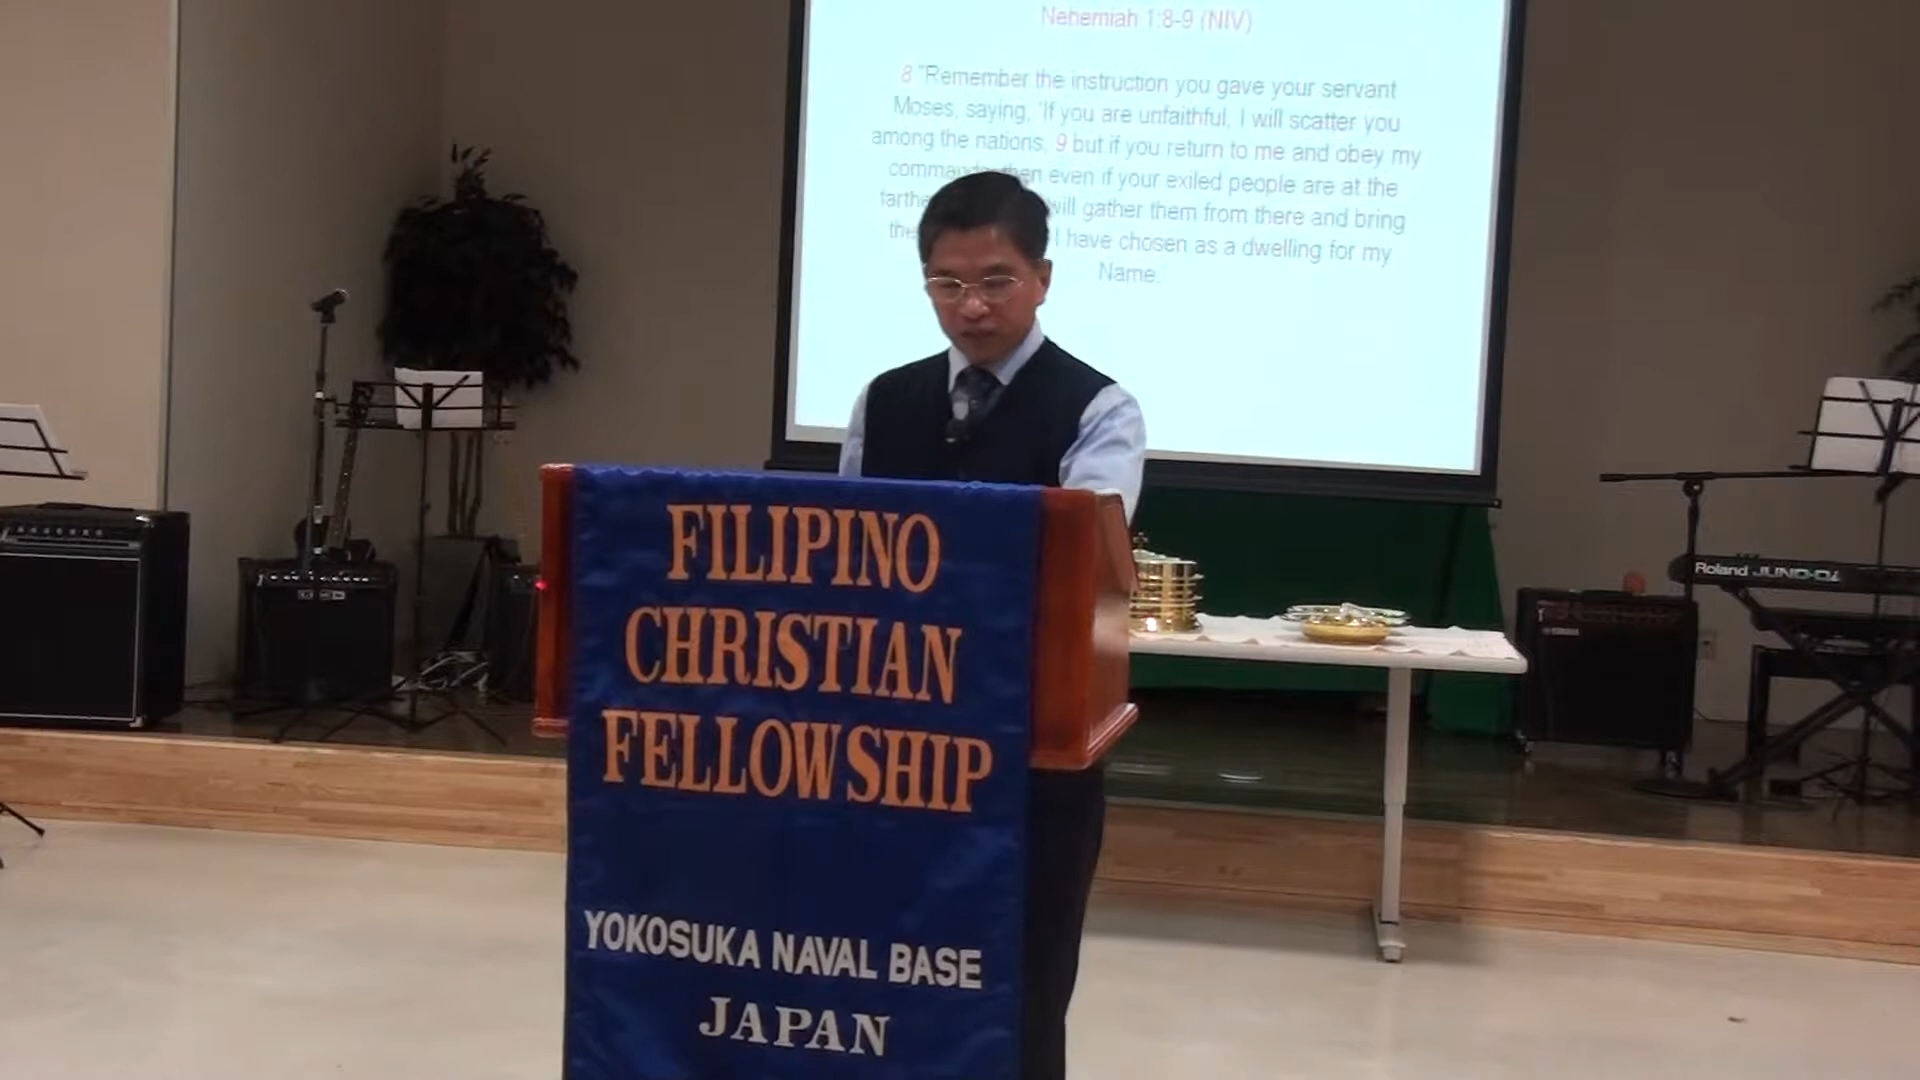 Nehemiah 1:8-9 (NIV)
8 "Remember the instruction you gave your servant
Moses, saying, 'If you are unfaithful, I will scatter you
among the nations, 9 but if you return to me and obey my
then even if your exiled people are at the
will gather them from there and bring
I have chosen as a dwelling for my
Name.'
FILIPINO
CHRISTIAN
FELLOWSHIP
YOKOSUKA NAVAL BASE
JAPAN
Roland JUNO-Di
YAMAHA